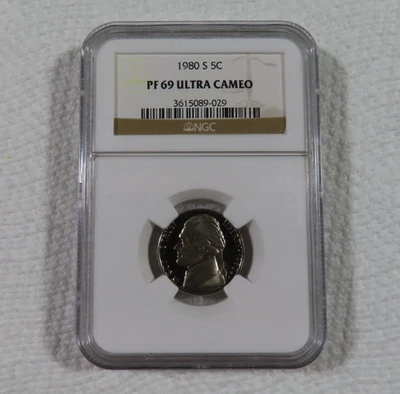 1980 S 5C
PF 69 ULTRA CAMEO
3615089-029
NGC